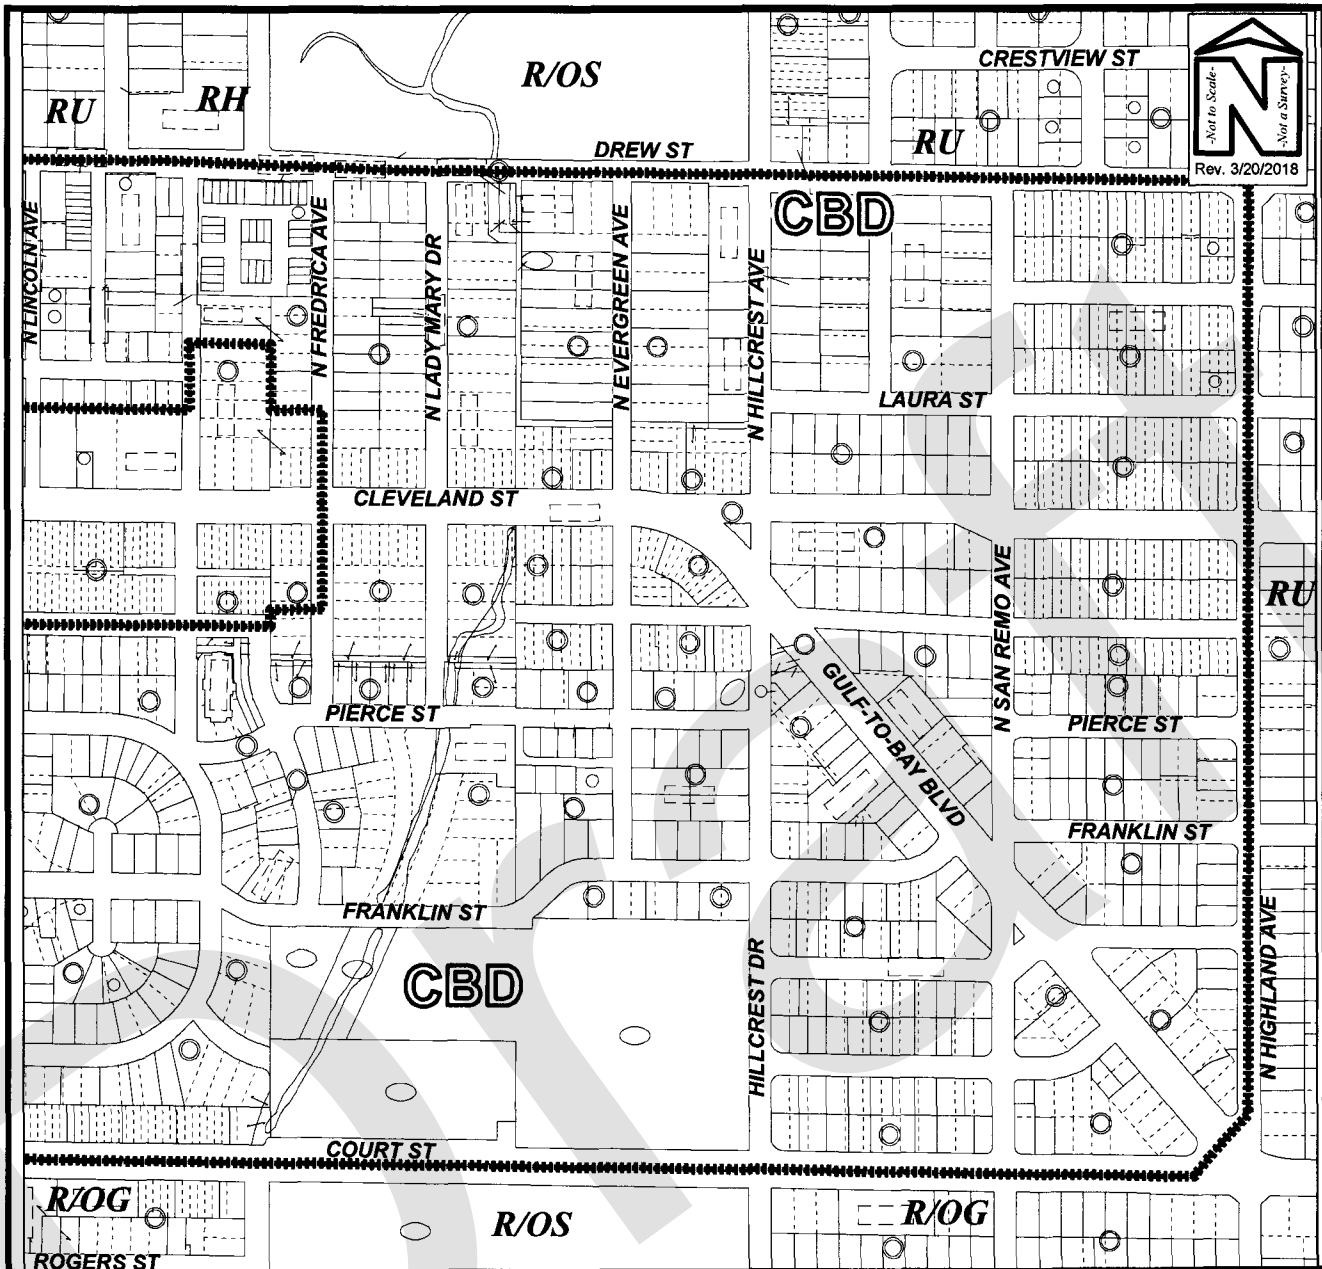 R/OS
CRESTVIEW ST
RU
RH
RU
N
-Not to Scale-
-Not a Survey-
Rev. 3/20/2018
DREW ST
CBD
N LINCOLN AVE
N FREDRICA AVE
N LADY MARY DR
N EVERGREEN AVE
N HILLCREST AVE
LAURA ST
CLEVELAND ST
N SAN REMO AVE
RU
GULF-TO-BAY BLVD
PIERCE ST
PIERCE ST
FRANKLIN ST
FRANKLIN ST
CBD
HILLCREST DR
N HIGHLAND AVE
COURT ST
R/OG
R/OS
R/OG
ROGERS ST
Draft